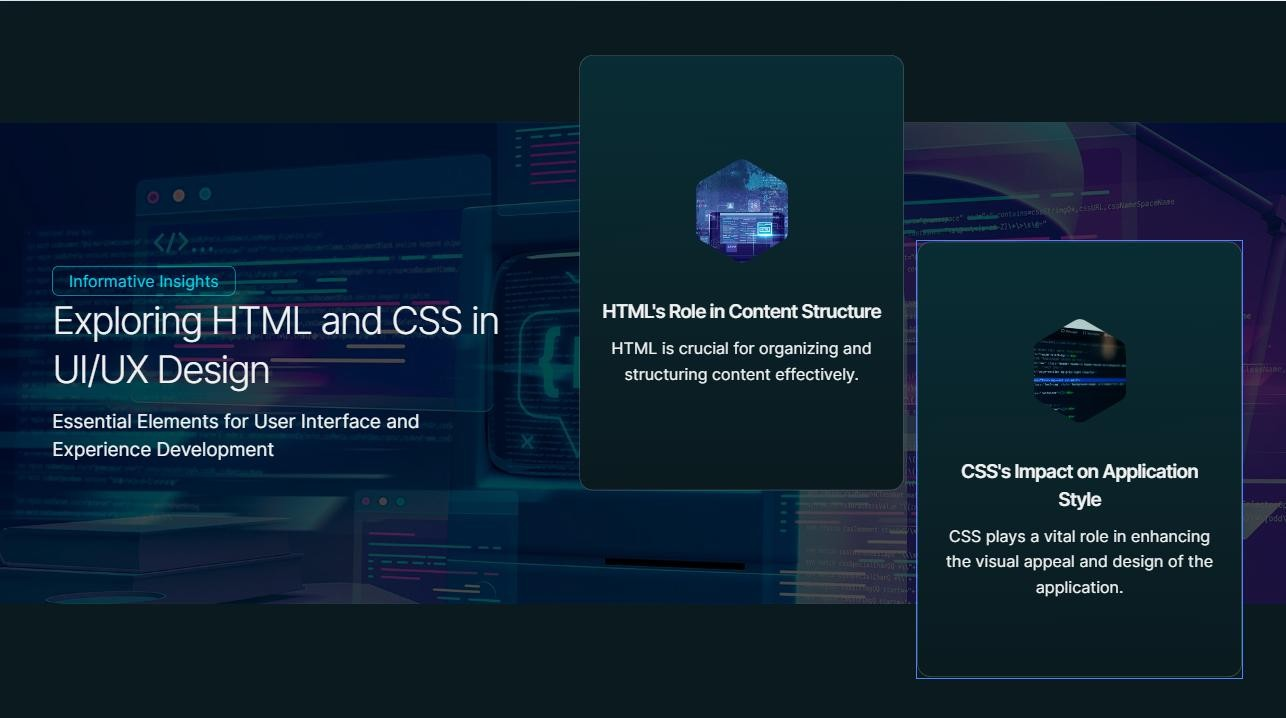 Informative Insights
Exploring HTML and CSS in
UI/UX Design
Essential Elements for User Interface and
Experience Development
</>...
HTML's Role in Content Structure
HTML is crucial for organizing and
structuring content effectively.
CSS's Impact on Application
Style
CSS plays a vital role in enhancing
the visual appeal and design of the
application.